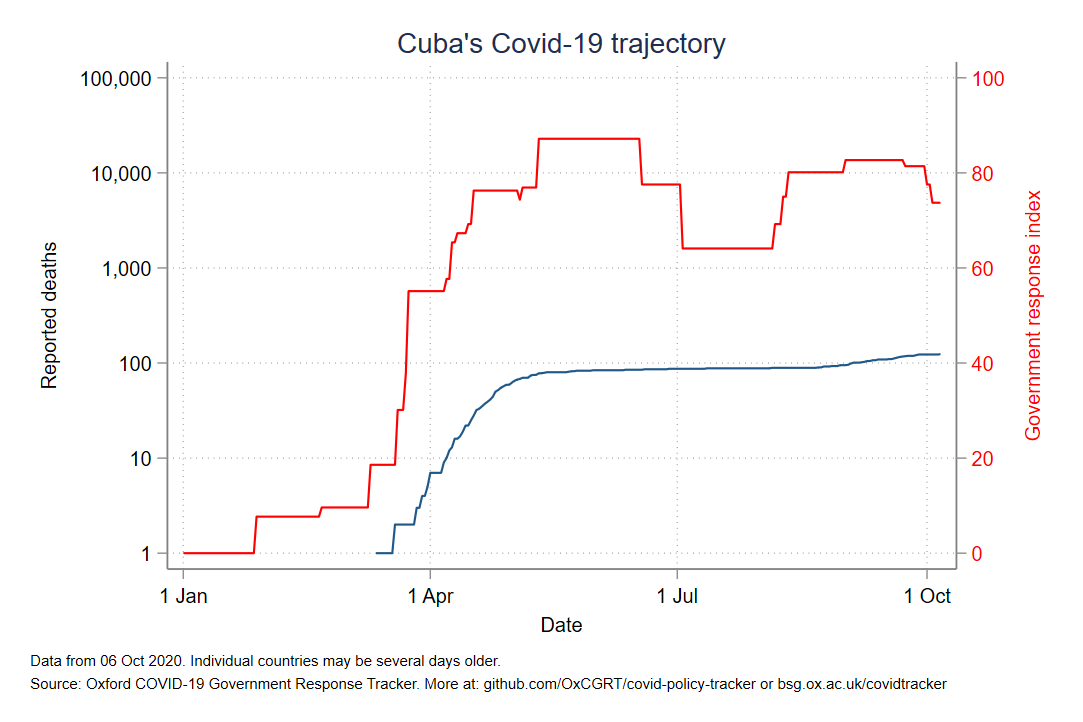 Cuba's Covid-19 trajectory
100,000
10,000
1,000
100
10
1
Reported deaths
100
80
60
40
20
0
Government response index
1 Jan
1 Apr
1 Jul
1 Oct
Date
Data from 06 Oct 2020. Individual countries may be several days older.
Source: Oxford COVID-19 Government Response Tracker. More at: github.com/OxCGRT/covid-policy-tracker or bsg.ox.ac.uk/covidtracker